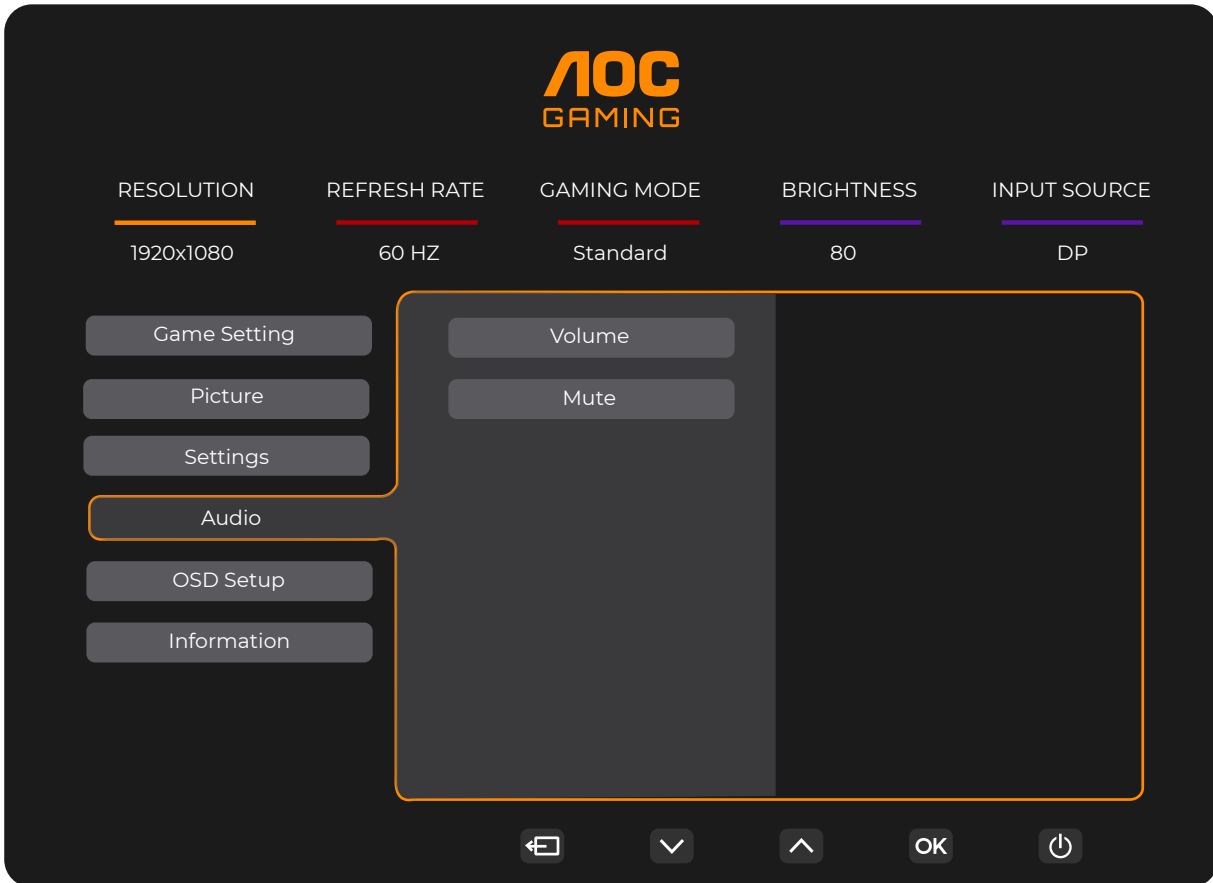 AOC
GAMING
RESOLUTION REFRESH RATE GAMING MODE BRIGHTNESS INPUT SOURCE
1920x1080 60 HZ Standard 80 DP
Game Setting
Volume
Picture
Mute
Settings
Audio
OSD Setup
Information
OK